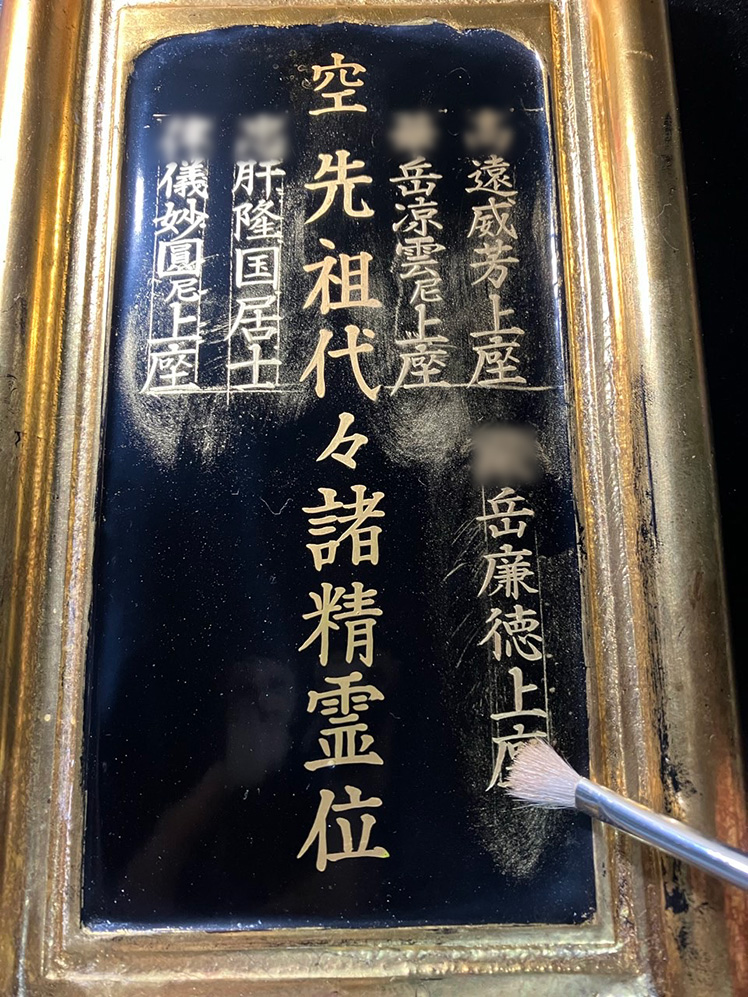 遠威芳上座
岳廉徳上座
岳凉雲尼上座
空 先祖代々諸精霊位
肝隆国居士
儀妙圓尼上座